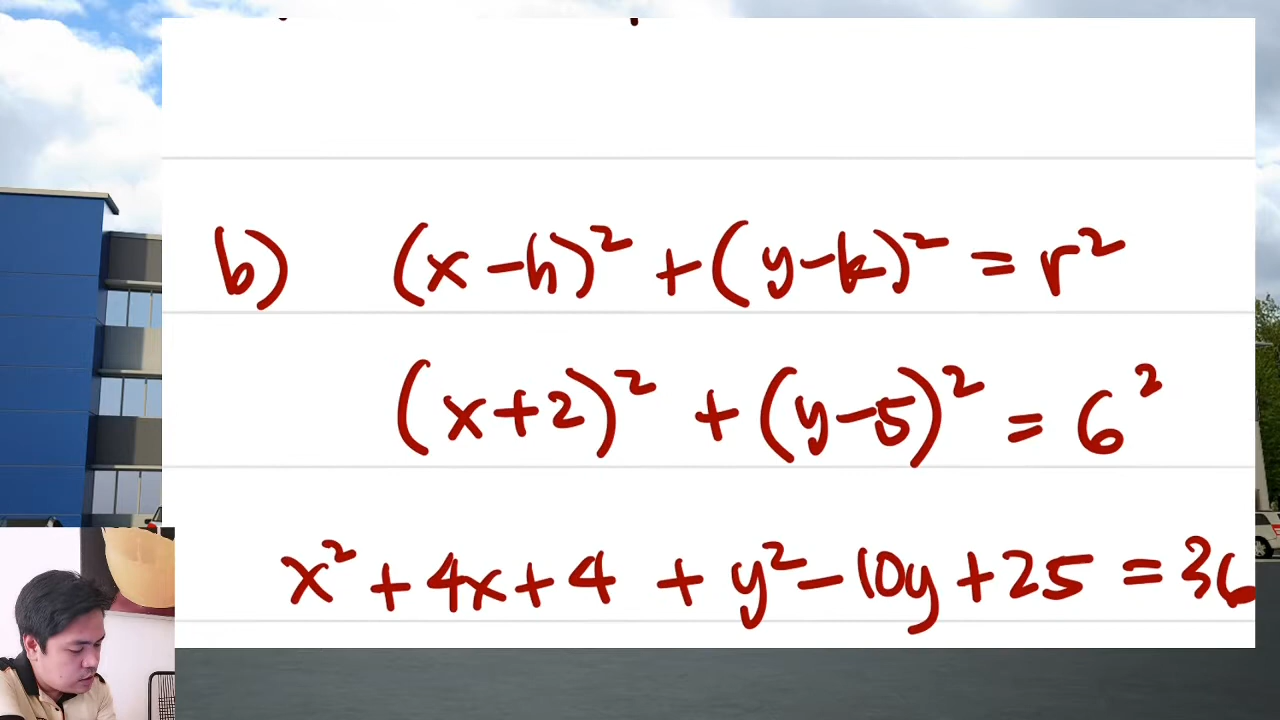 b) (x-h)² + (y-k)² = r²
(x+2)² + (y-5)² = 6²
x² + 4x + 4 + y² - 10y + 25 = 36